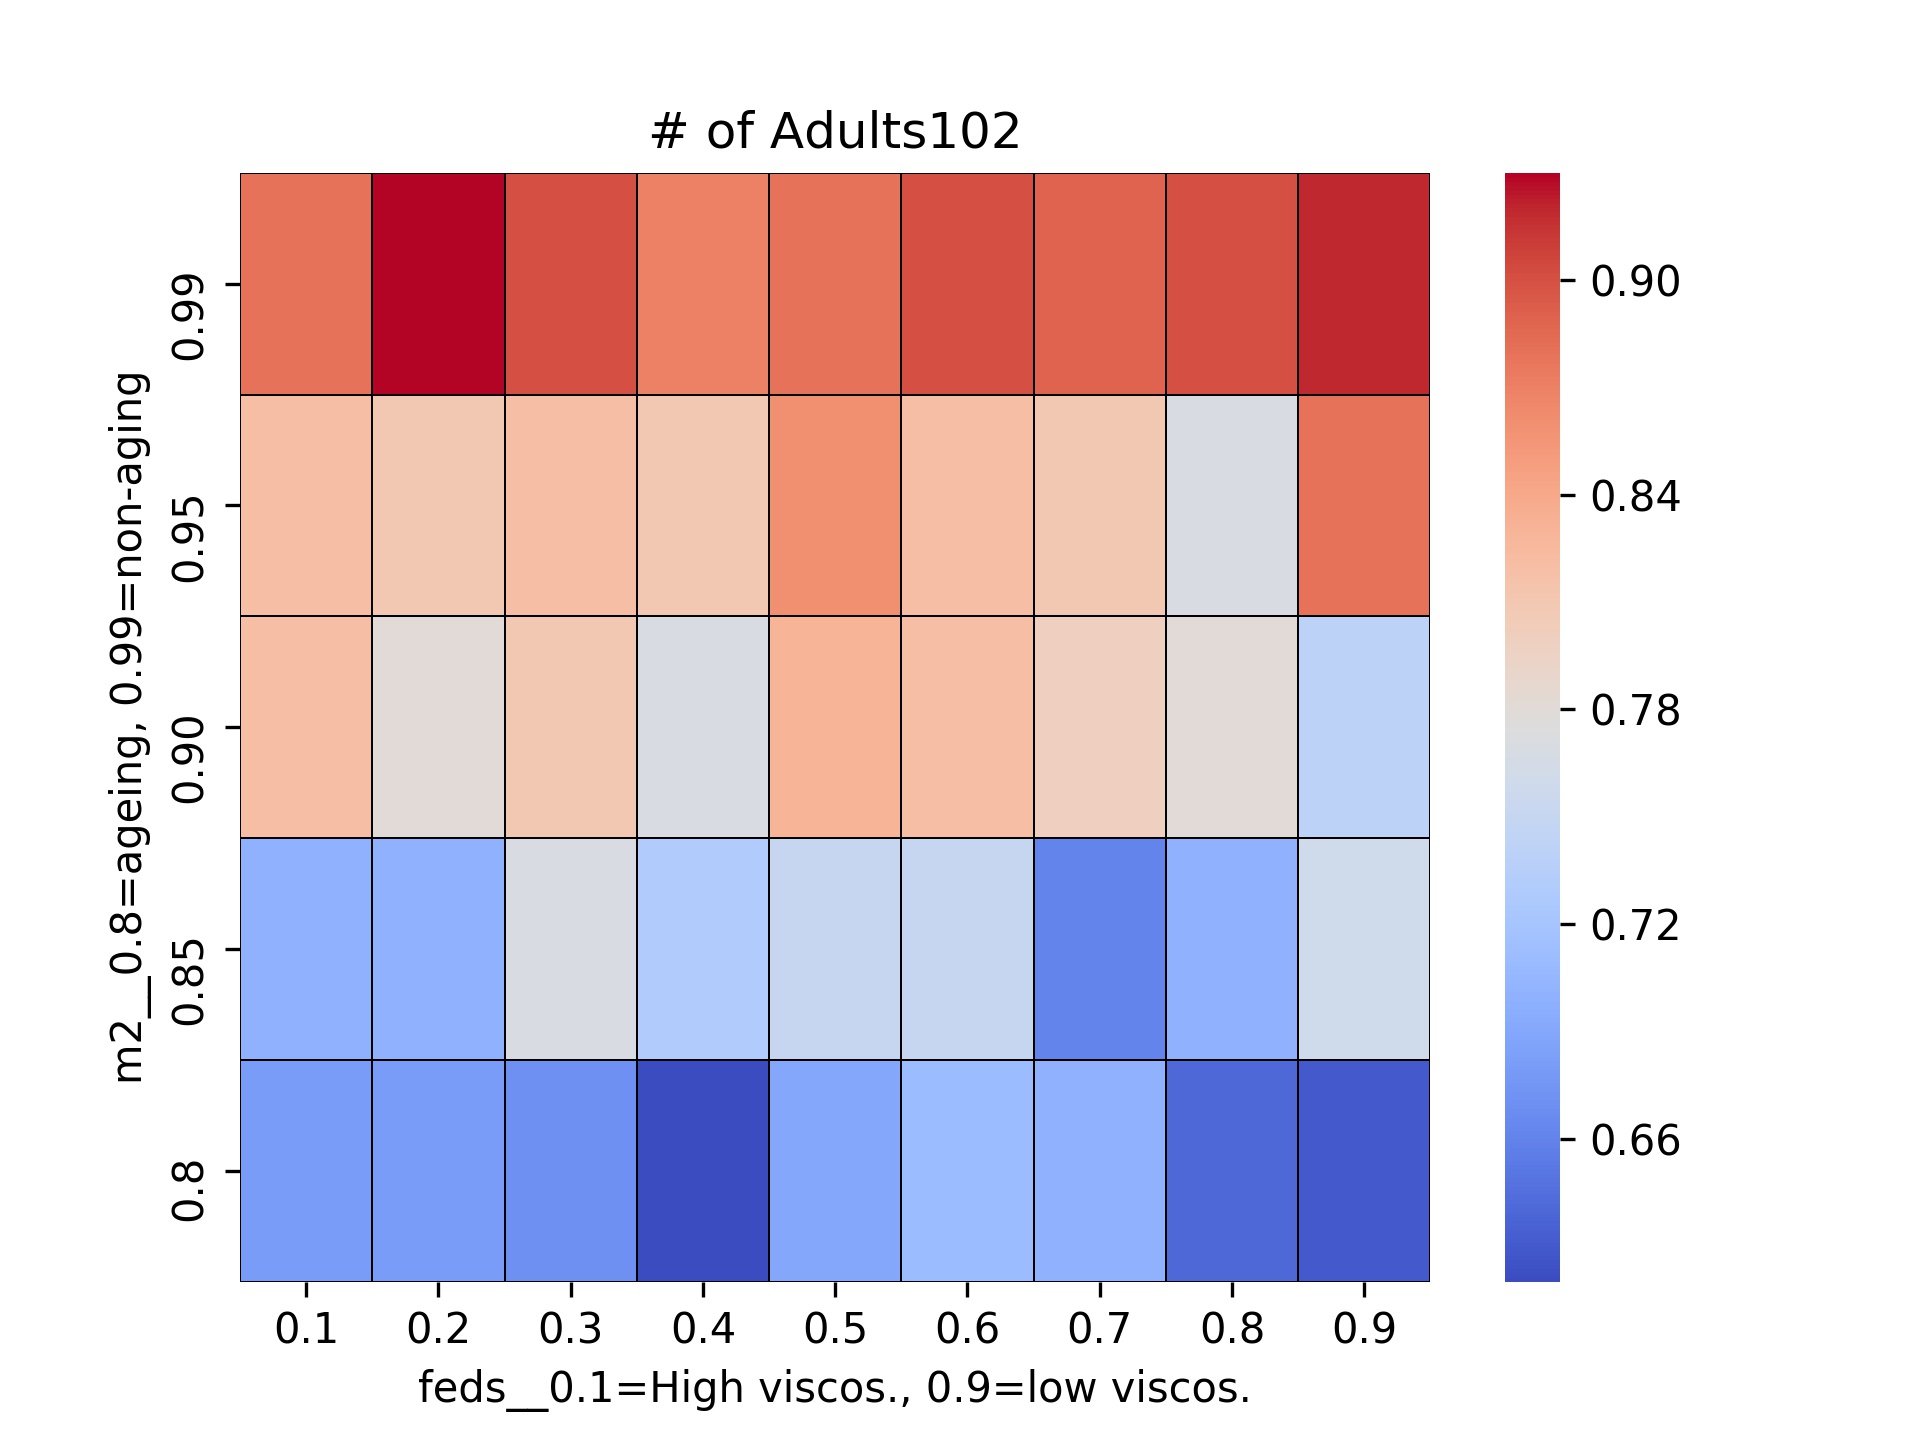 # of Adults102
m2__0.8=ageing, 0.99=non-aging
0.99
0.95
0.90
0.85
0.8
0.1 0.2 0.3 0.4 0.5 0.6 0.7 0.8 0.9
feds__0.1=High viscos., 0.9=low viscos.
0.90
0.84
0.78
0.72
0.66